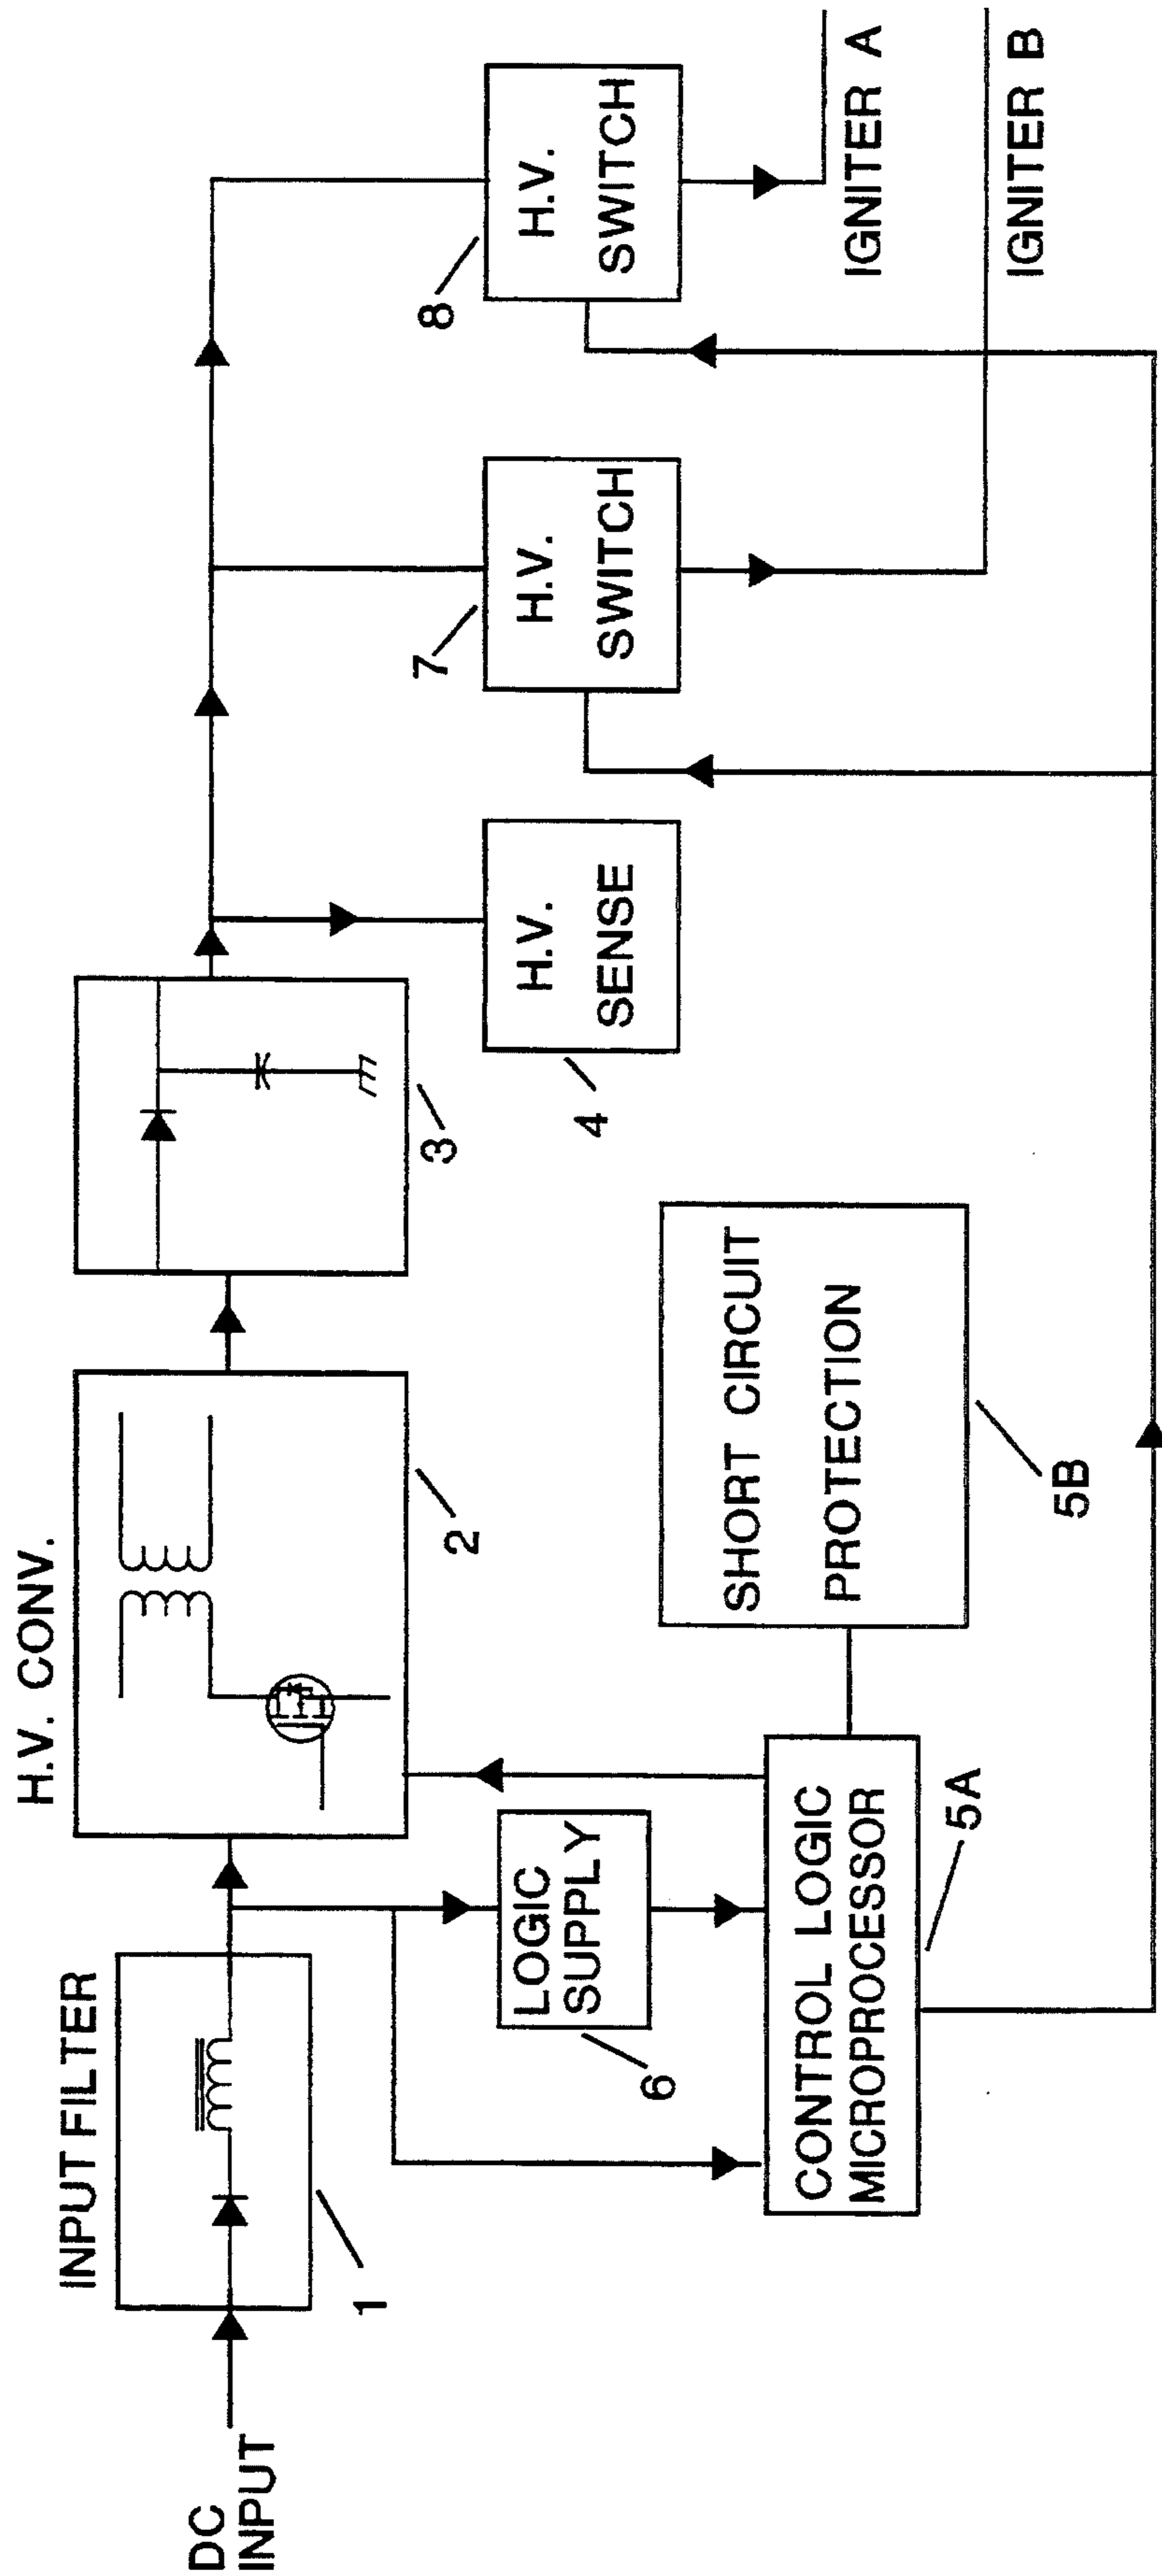 DC
INPUT
INPUT FILTER
1
H.V. CONV.
2
3
H.V.
SENSE
4
H.V.
SWITCH
7
H.V.
SWITCH
8
IGNITER A
IGNITER B
LOGIC
SUPPLY
6
CONTROL LOGIC
MICROPROCESSOR
5A
SHORT CIRCUIT
PROTECTION
5B